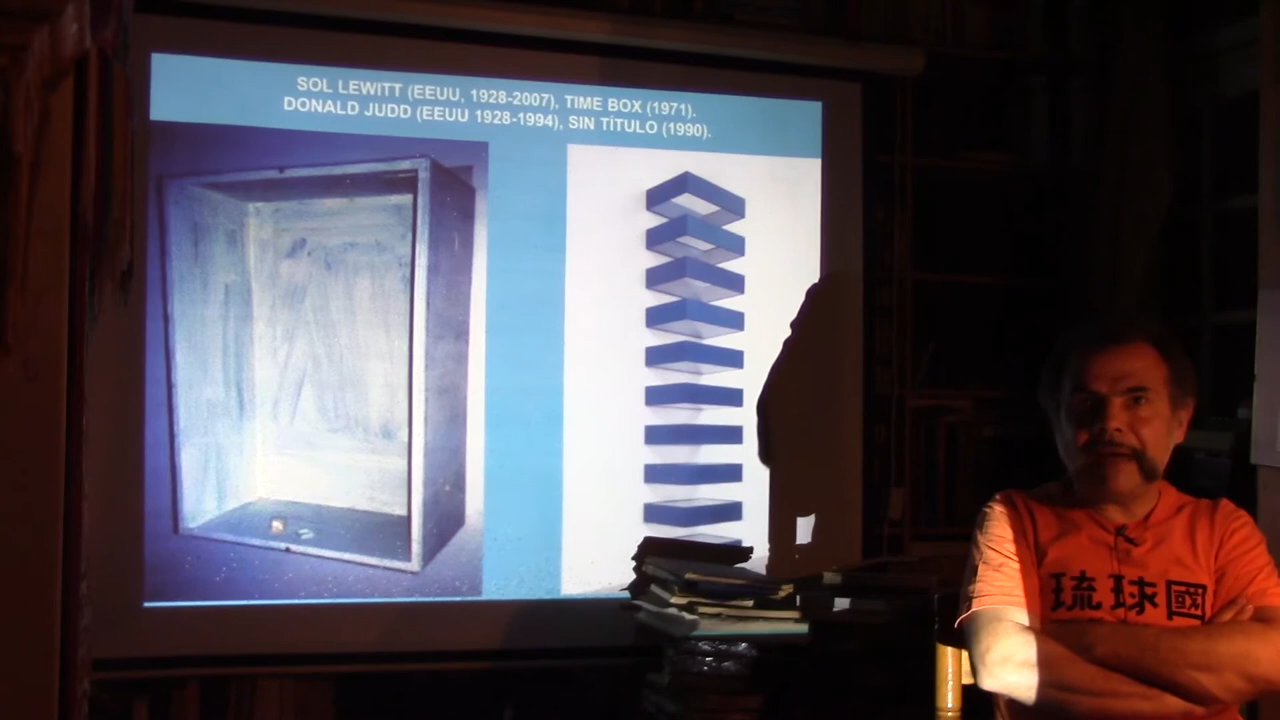 SOL LEWITT (EEUU, 1928-2007), TIME BOX (1971).
DONALD JUDD (EEUU 1928-1994), SIN TÍTULO (1990).
琉球國